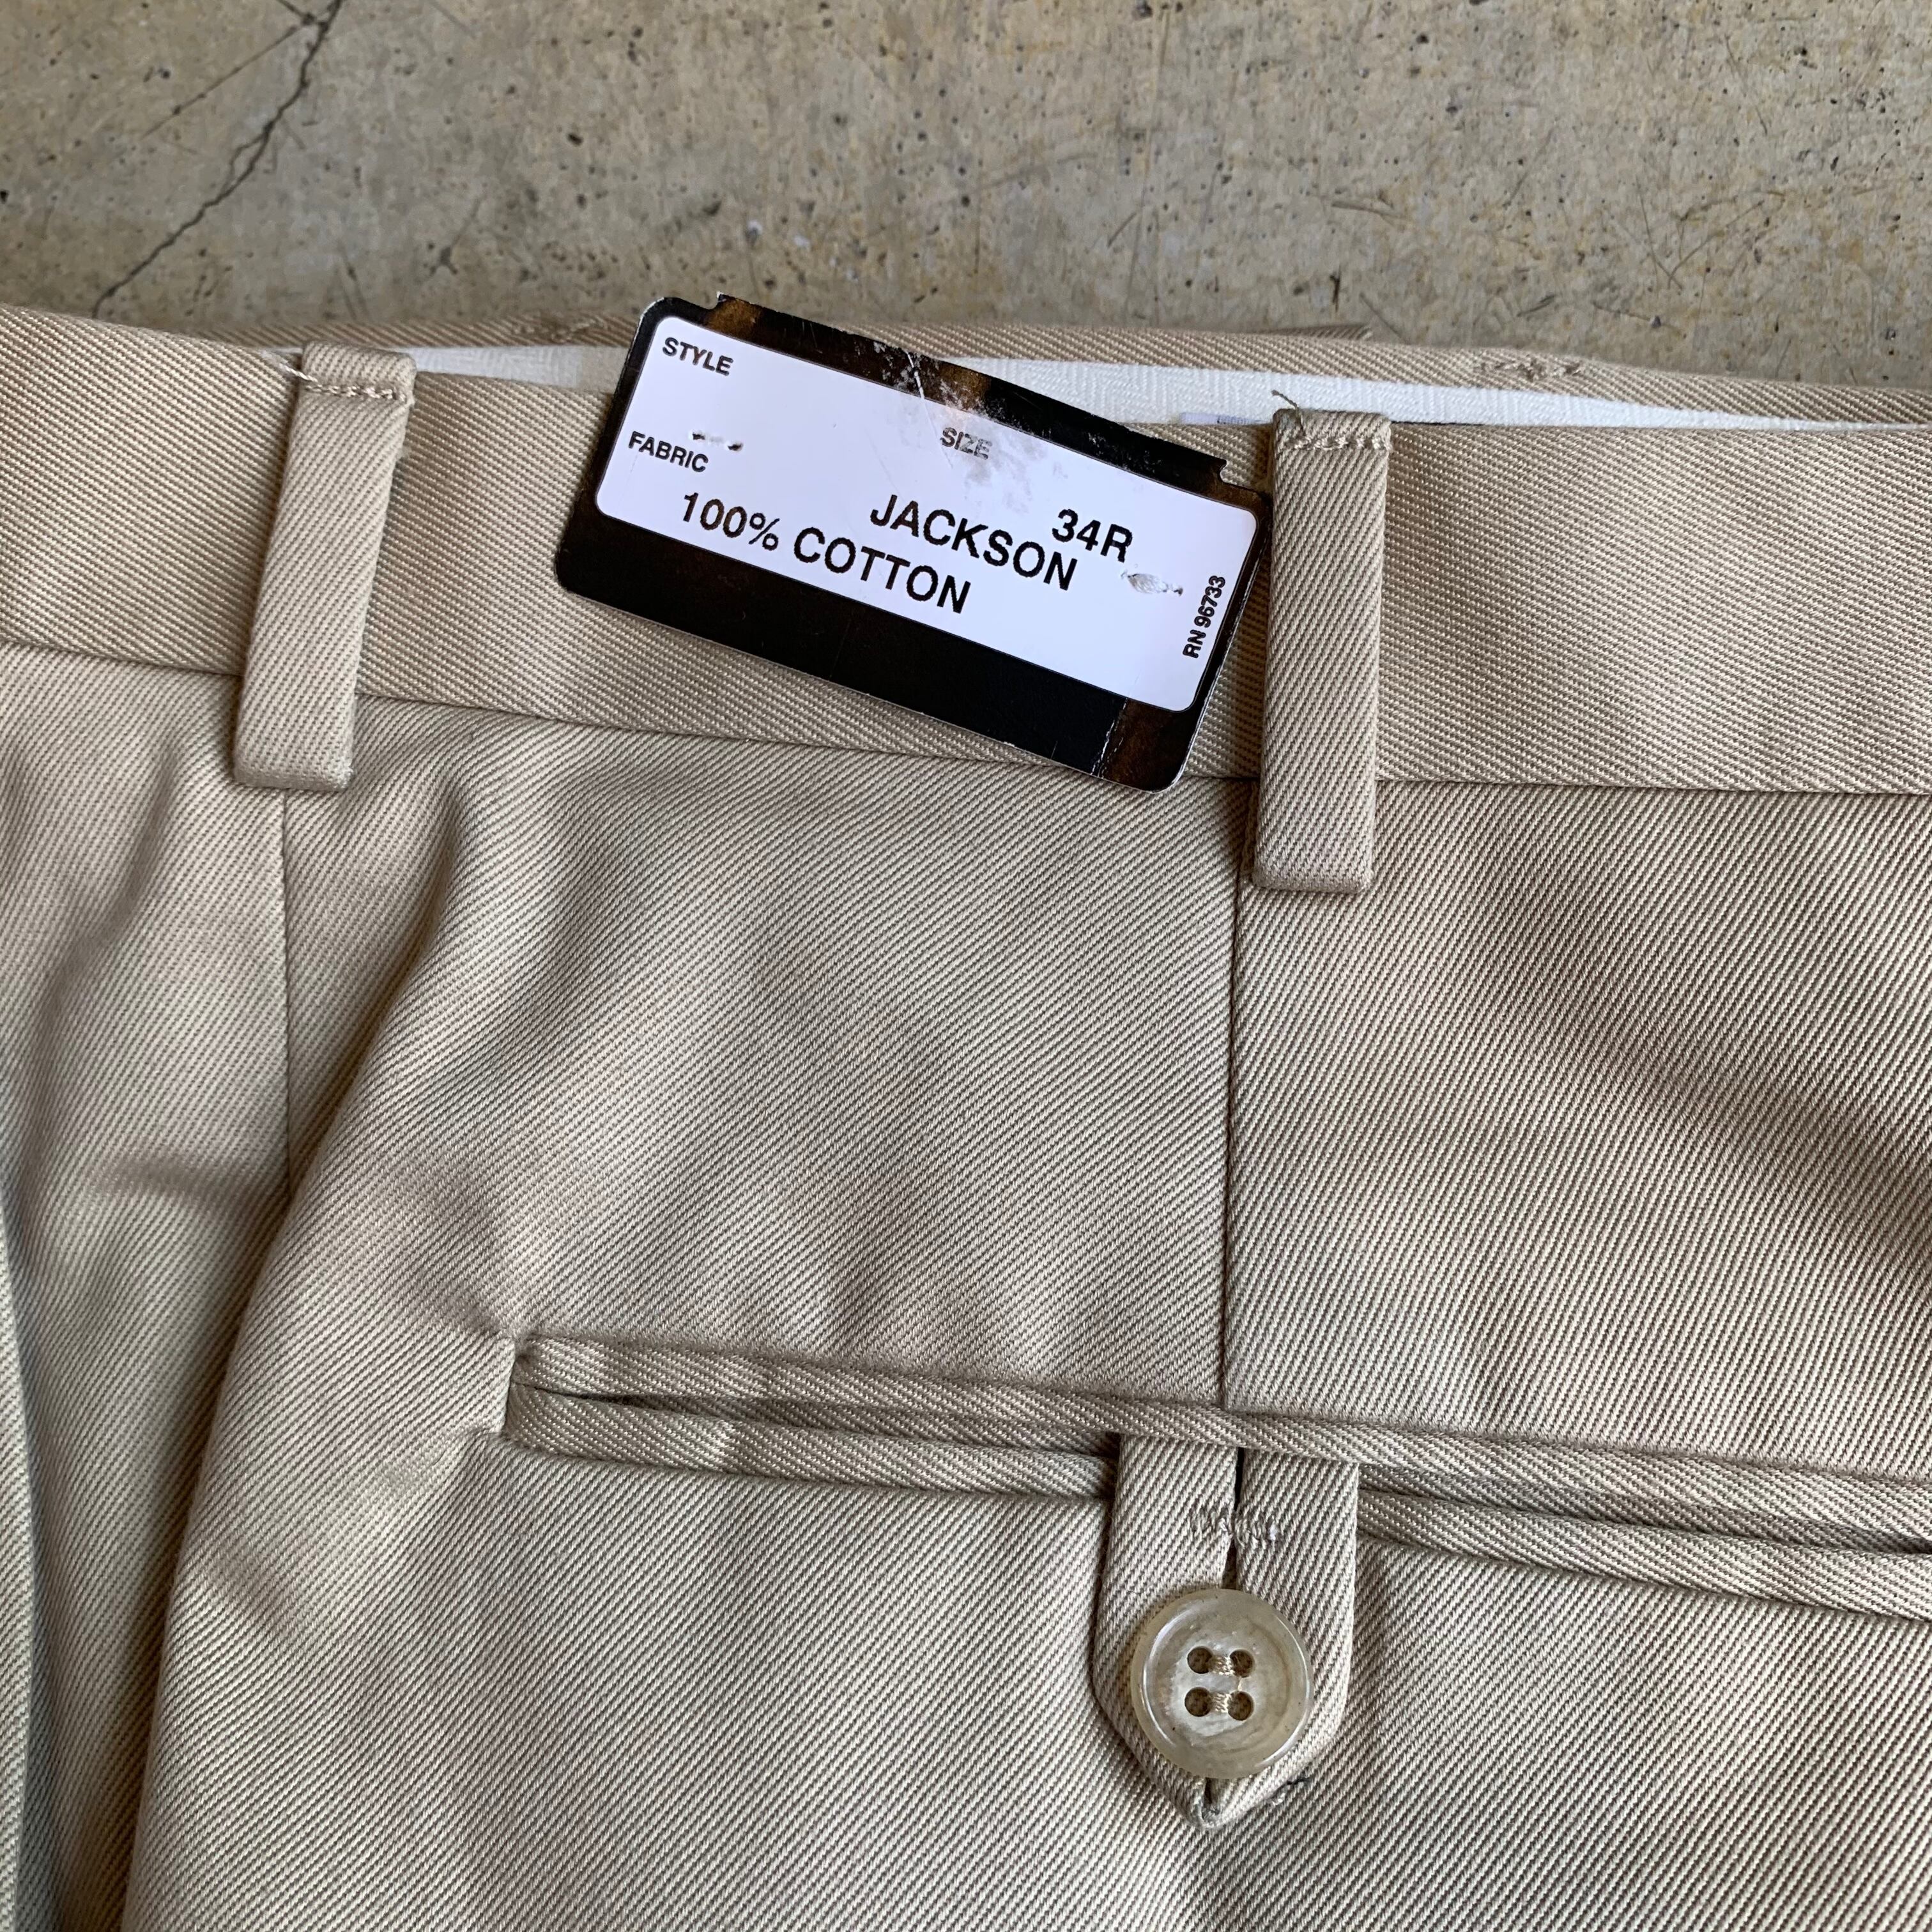 STYLE
SIZE
FABRIC
34R
JACKSON
100% COTTON
RN 96733